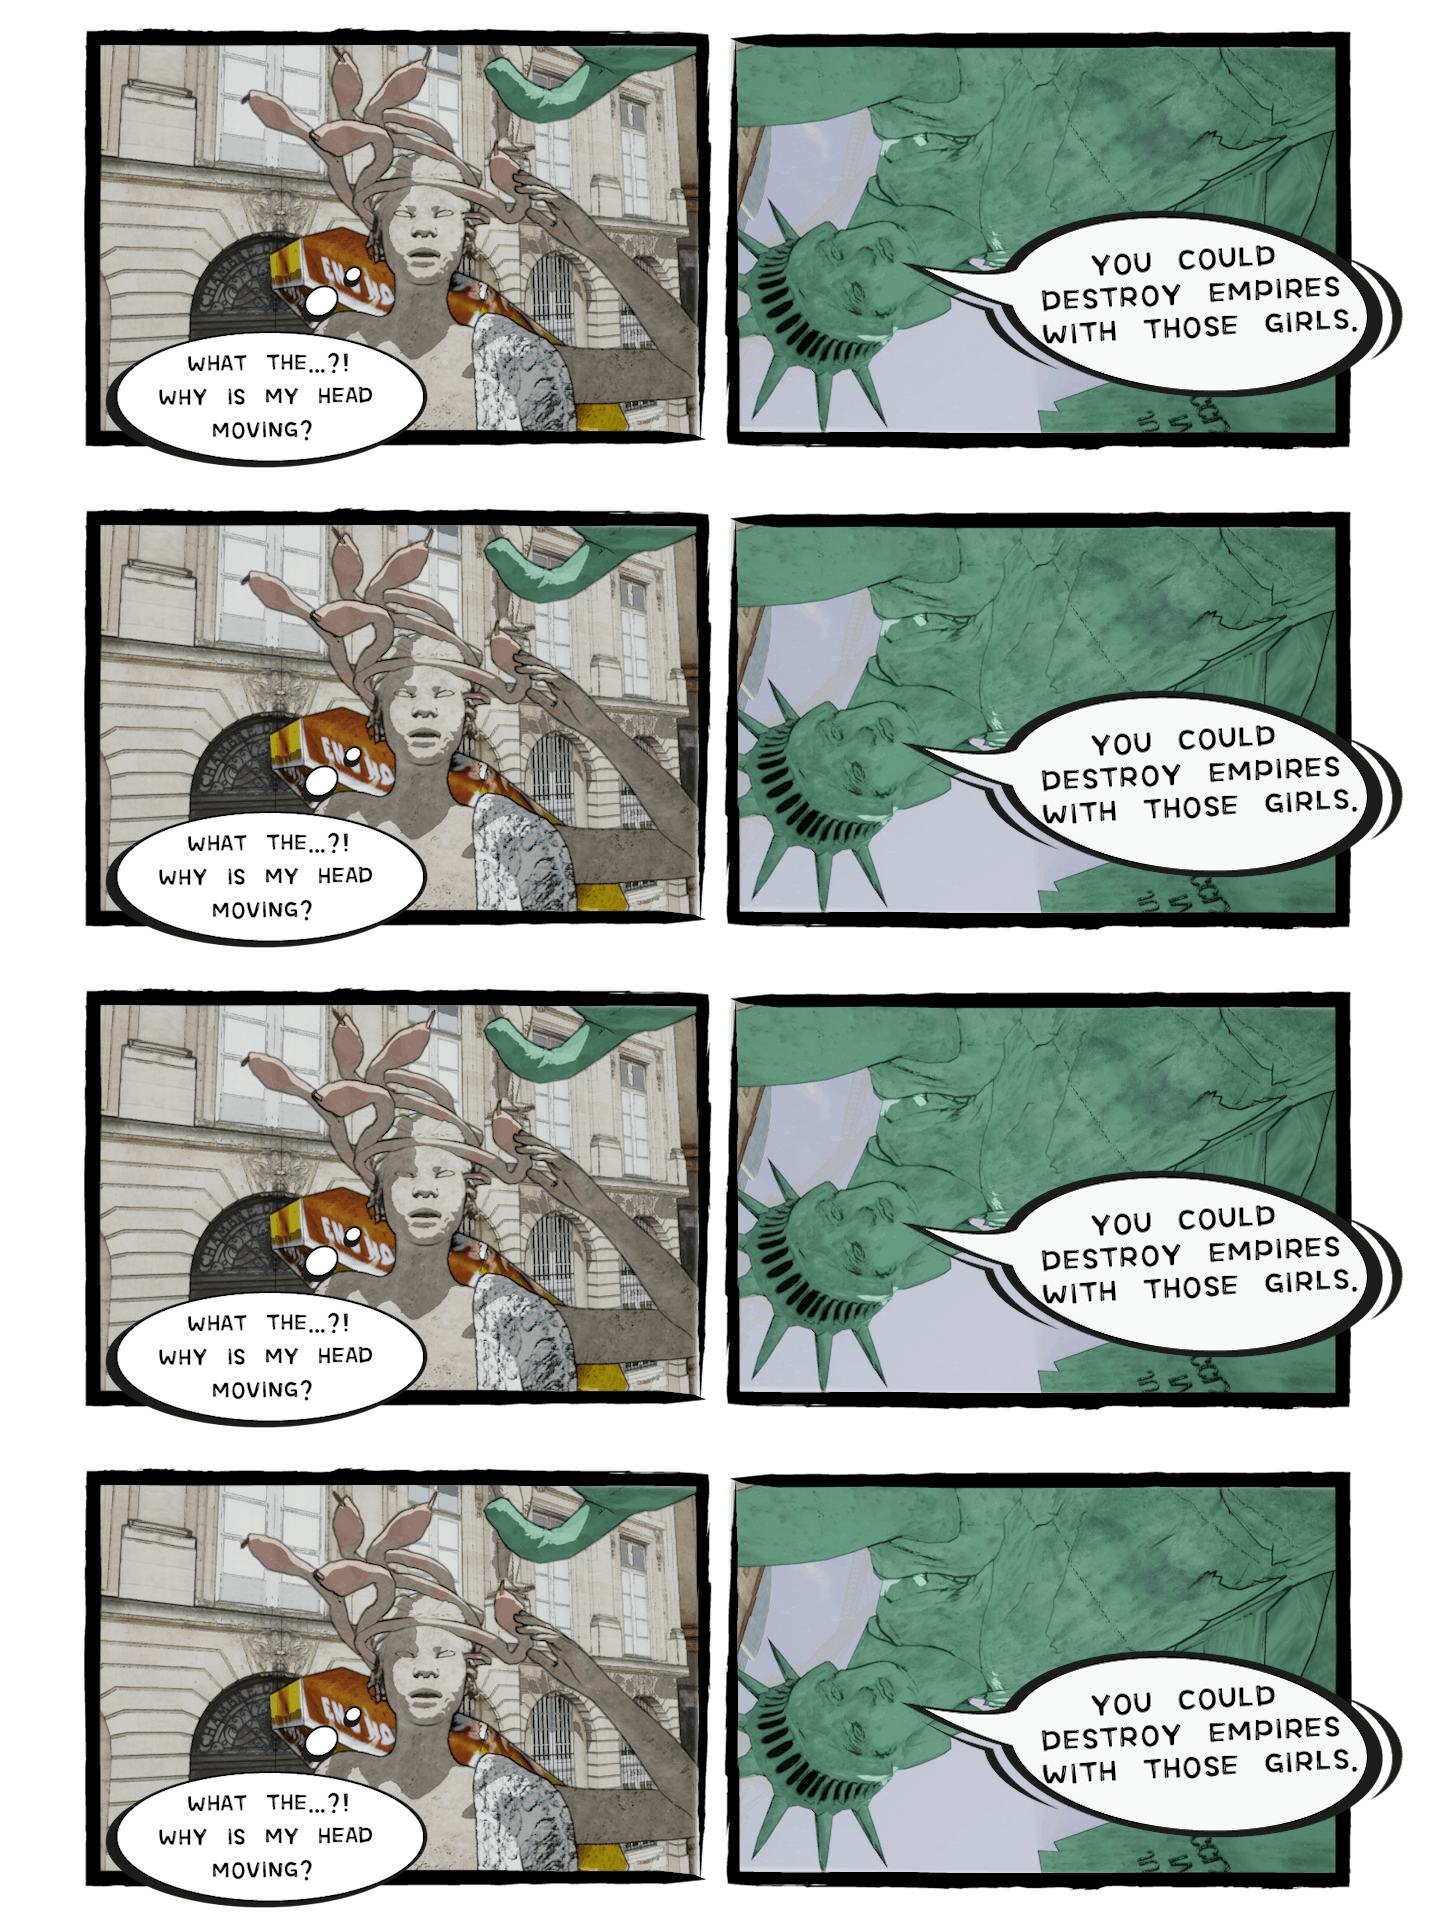 WHAT THE...?!
WHY IS MY HEAD
MOVING?
YOU COULD
DESTROY EMPIRES
WITH THOSE GIRLS.
WHAT THE...?!
WHY IS MY HEAD
MOVING?
YOU COULD
DESTROY EMPIRES
WITH THOSE GIRLS.
WHAT THE...?!
WHY IS MY HEAD
MOVING?
YOU COULD
DESTROY EMPIRES
WITH THOSE GIRLS.
WHAT THE...?!
WHY IS MY HEAD
MOVING?
YOU COULD
DESTROY EMPIRES
WITH THOSE GIRLS.